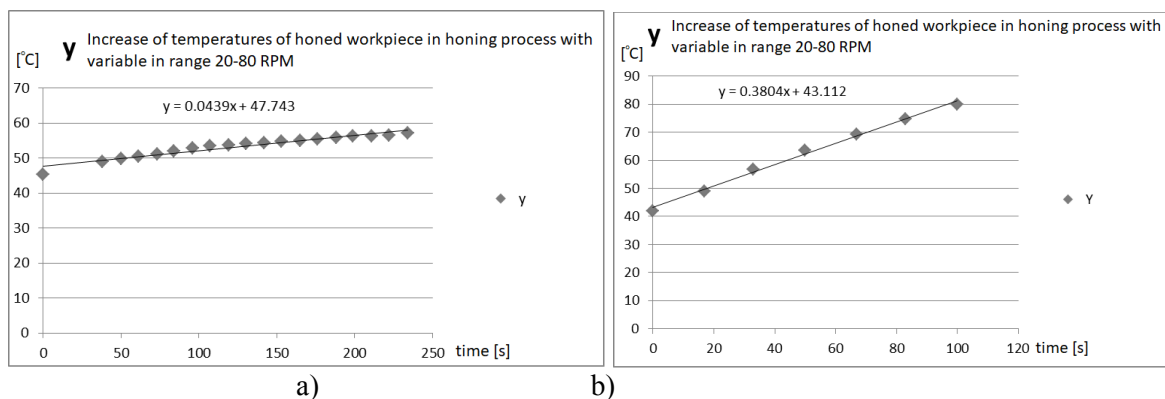 y Increase of temperatures of honed workpiece in honing process with
[°C] variable in range 20-80 RPM
70
60
50
40
30
20
10
0
y = 0.0439x + 47.743
y
0 50 100 150 200 250 time [s]
a)
y Increase of temperatures of honed workpiece in honing process with
[°C] variable in range 20-80 RPM
90
80
70
60
50
40
30
20
10
0
y = 0.3804x + 43.112
Y
0 20 40 60 80 100 120 time [s]
b)